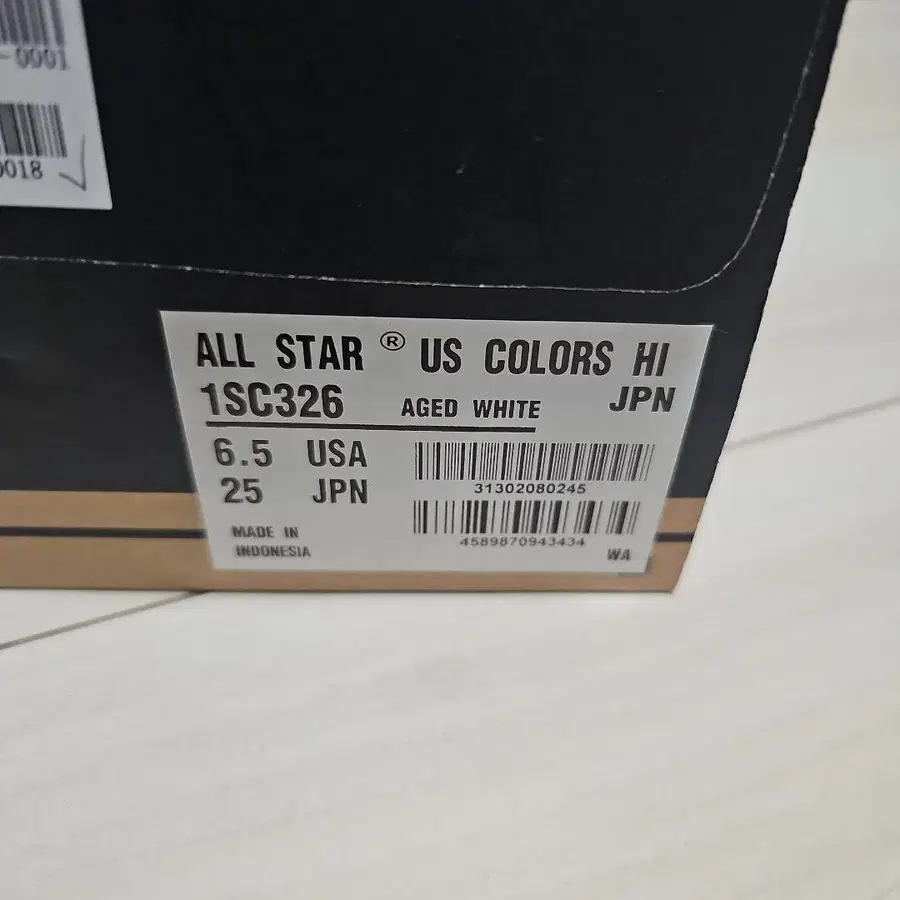 -0001
0018
ALL STAR ® US COLORS HI
1SC326 AGED WHITE JPN
6.5 USA
25 JPN
31302080245
4589870943434
MADE IN
INDONESIA
WA